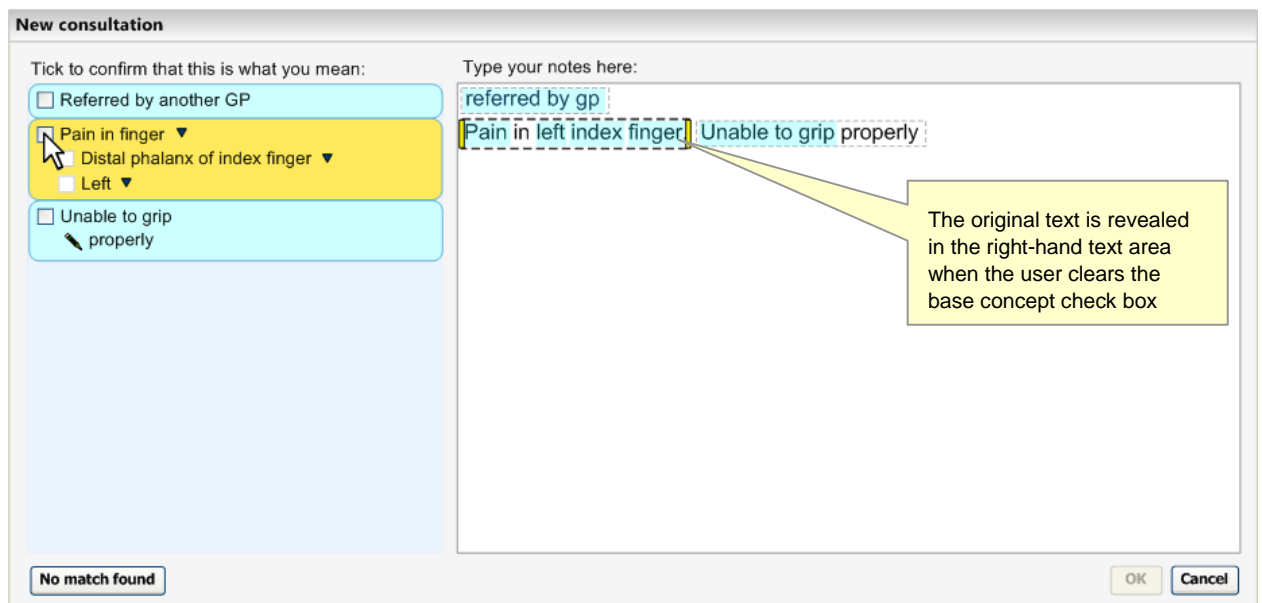 New consultation
Tick to confirm that this is what you mean:
Referred by another GP
Pain in finger
Distal phalanx of index finger
Left
Unable to grip
properly
Type your notes here:
referred by gp
Pain in left index finger Unable to grip properly
The original text is revealed
in the right-hand text area
when the user clears the
base concept check box
No match found
OK
Cancel